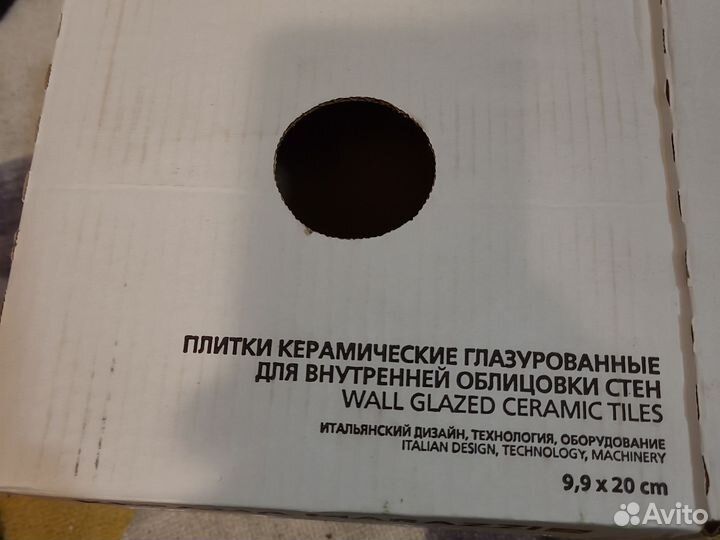 ПЛИТКИ КЕРАМИЧЕСКИЕ ГЛАЗУРОВАННЫЕ
ДЛЯ ВНУТРЕННЕЙ ОБЛИЦОВКИ СТЕН
WALL GLAZED CERAMIC TILES
ИТАЛЬЯНСКИЙ ДИЗАЙН, ТЕХНОЛОГИЯ, ОБОРУДОВАНИЕ
ITALIAN DESIGN, TECHNOLOGY, MACHINERY
9,9 x 20 cm
Avito